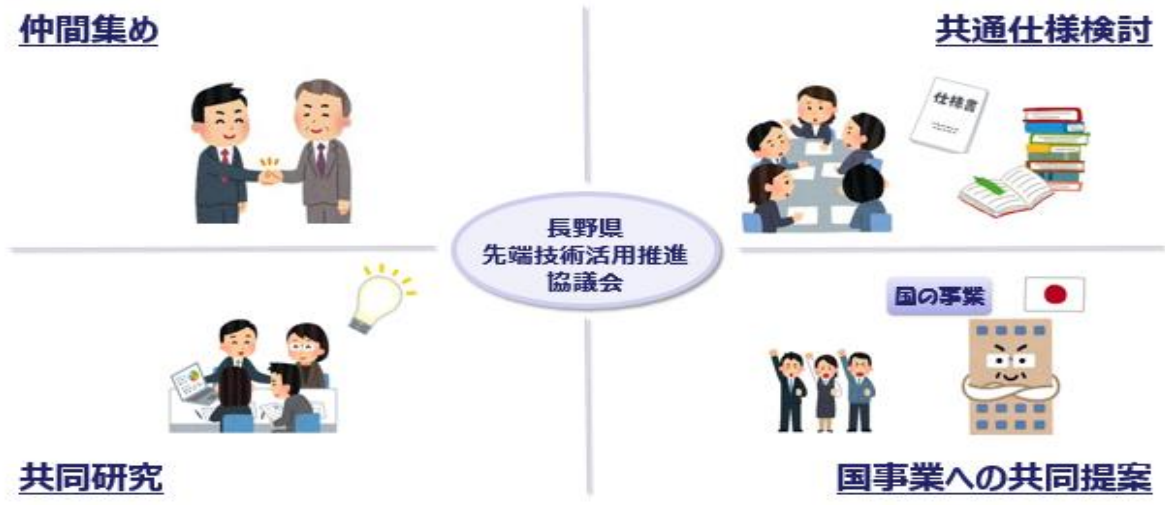 仲間集め
共通仕様検討
仕様書
長野県
先端技術活用推進
協議会
国の事業
共同研究
国事業への共同提案